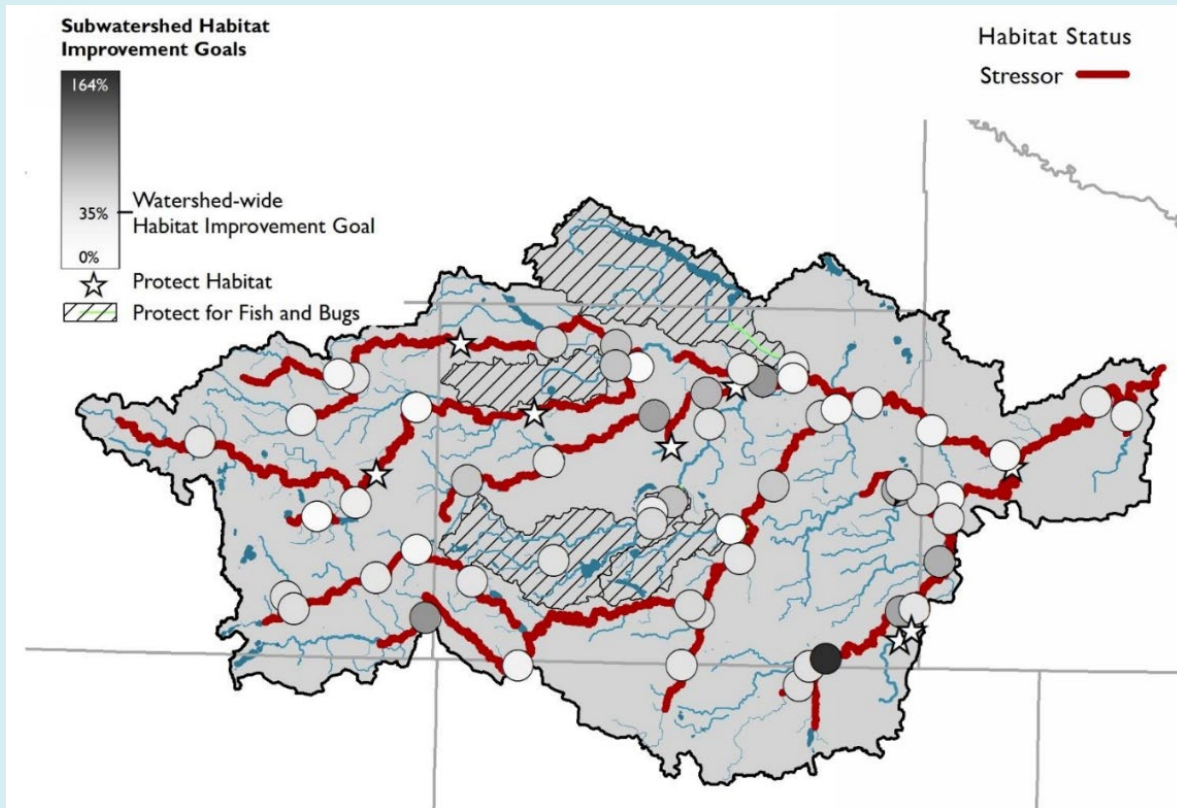 Subwatershed Habitat
Improvement Goals
164%
35%
Watershed-wide
Habitat Improvement Goal
0%
Protect Habitat
Protect for Fish and Bugs
Habitat Status
Stressor